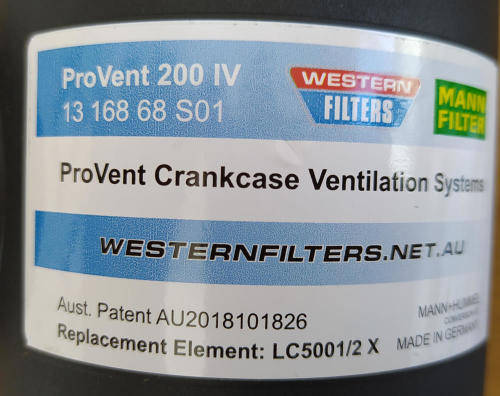 ProVent 200 IV
13 168 68 S01
WESTERN
FILTERS
MANN
FILTER
ProVent Crankcase Ventilation Systems
WESTERNFILTERS.NET.AU
Aust. Patent AU2018101826
Replacement Element: LC5001/2 X
MANN+HUMMEL
MADE IN GERMANY